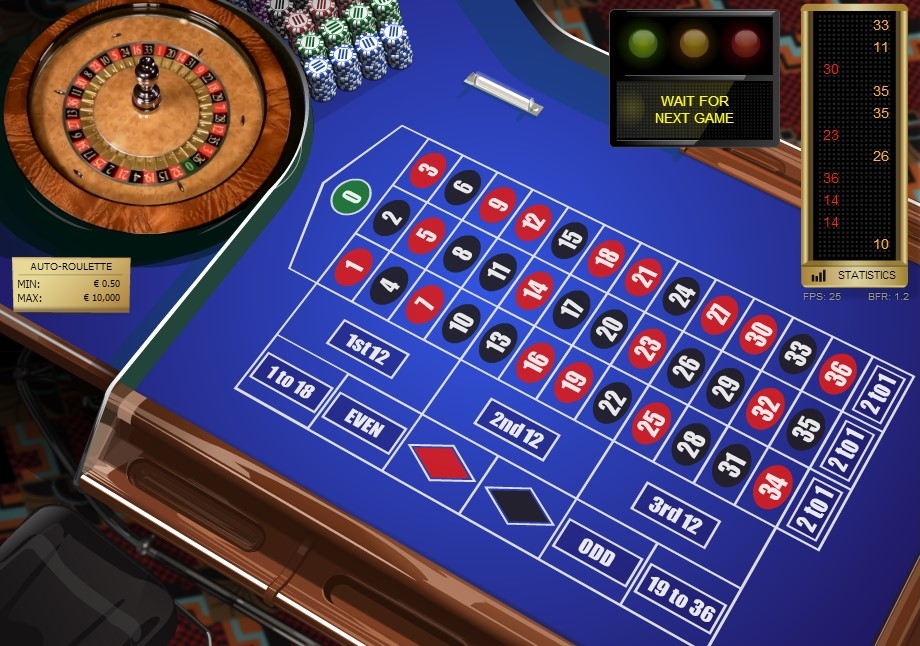 WAIT FOR
NEXT GAME
33
11
30
35
35
23
26
36
14
14
10
STATISTICS
FPS: 25 BFR: 1.2
AUTO-ROULETTE
MIN: € 0.50
MAX: € 10,000
0
3 6 9 12 15 18 21 24 27 30 33 36 2 to 1
2 5 8 11 14 17 20 23 26 29 32 35 2 to 1
1 4 7 10 13 16 19 22 25 28 31 34 2 to 1
1st 12 2nd 12 3rd 12
1 to 18 EVEN ODD 19 to 36